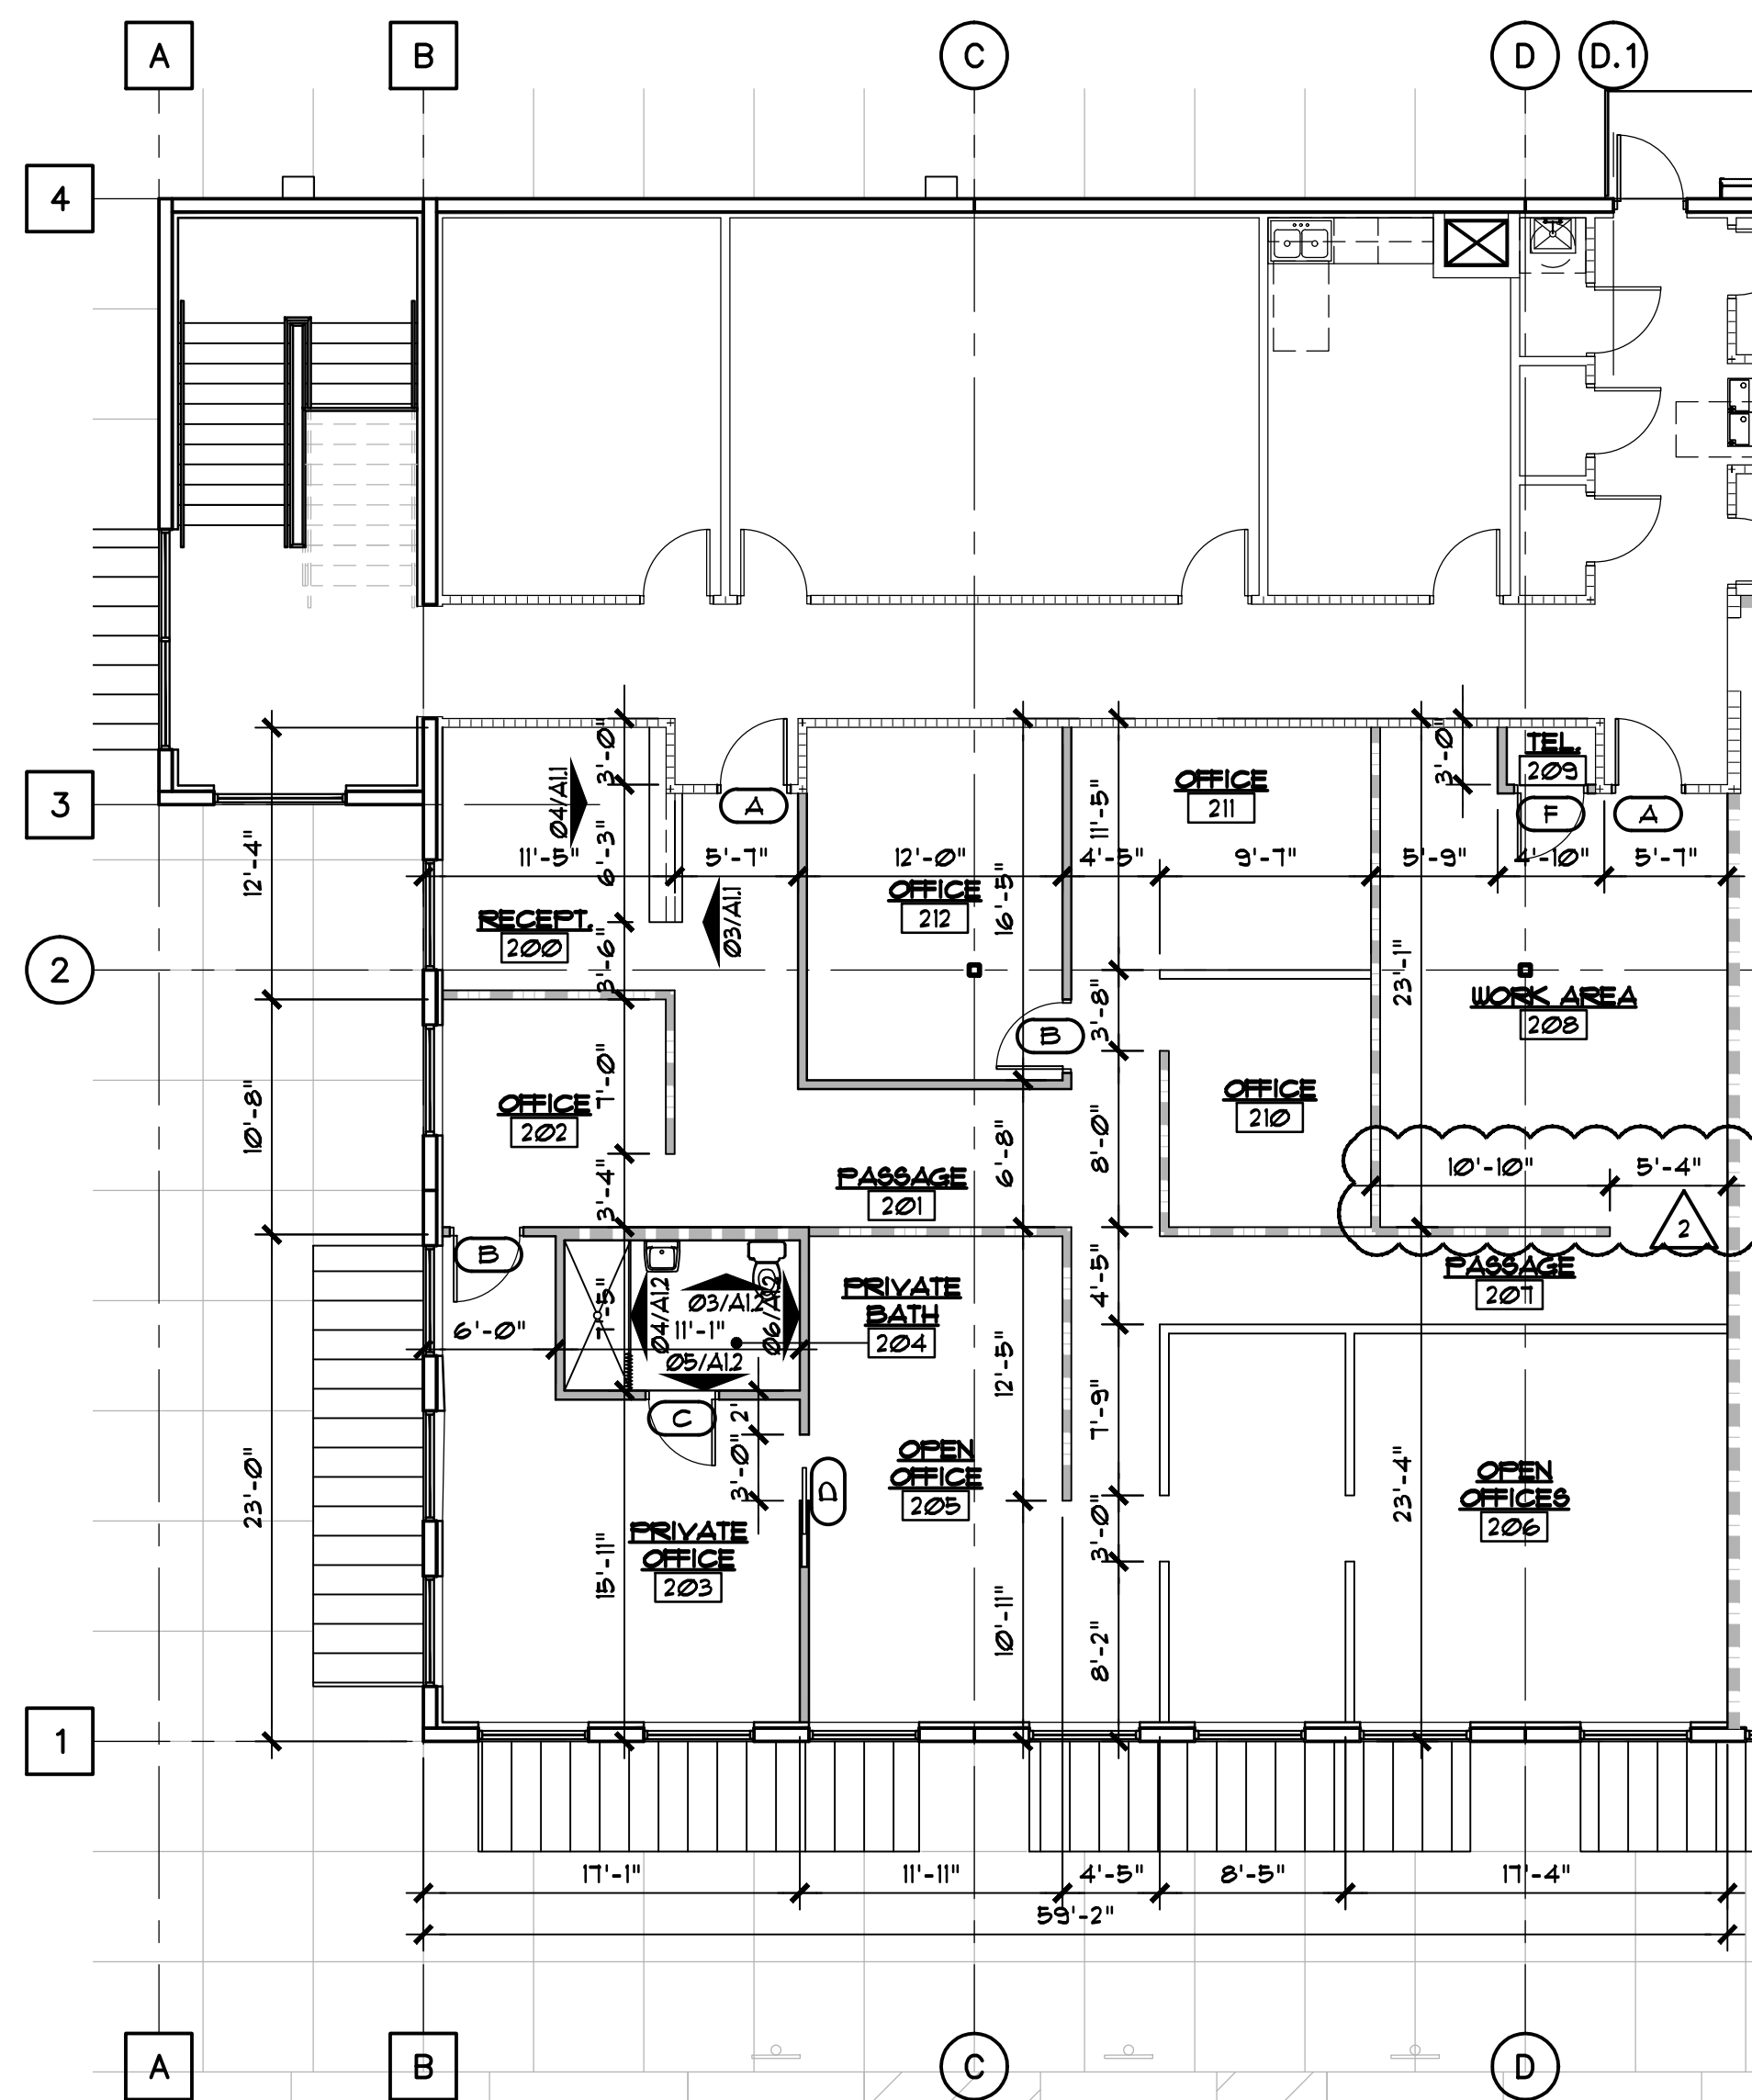 A
B
C
D
D.1
4
3
2
1
3'-0"
3'-0"
TEL.
209
OFFICE
211
04/A1.1
A
F
A
11'-5"
12'-4"
6'-3"
11'-5"
5'-7"
12'-0"
4'-5"
9'-7"
5'-9"
4'-10"
5'-7"
OFFICE
212
16'-5"
RECEPT.
200
03/A1.1
3'-6"
23'-1"
WORK AREA
208
3'-8"
B
7'-0"
OFFICE
202
10'-8"
OFFICE
210
6'-8"
8'-0"
3'-4"
PASSAGE
201
10'-10"
5'-4"
2
B
PRIVATE
BATH
204
04/A1.2
03/A1.2
06/A1.2
05/A1.2
7'-5"
11'-1"
6'-0"
4'-5"
PASSAGE
207
12'-5"
C
2'
3'-0"
D
7'-9"
OPEN
OFFICE
205
23'-0"
23'-4"
OPEN
OFFICES
206
PRIVATE
OFFICE
203
15'-11"
3'-0"
10'-11"
8'-2"
17'-1"
11'-11"
4'-5"
8'-5"
17'-4"
59'-2"
A
B
C
D